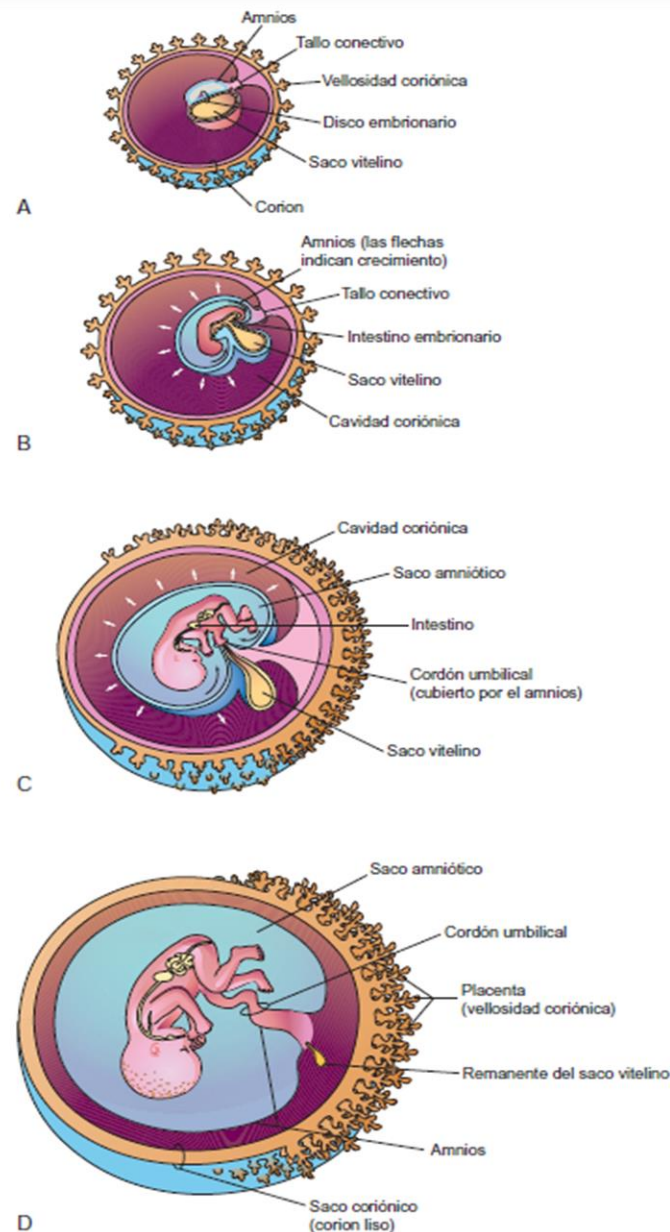 Amnios
Tallo conectivo
Vellosidad coriónica
Disco embrionario
Saco vitelino
Corion
A
Amnios (las flechas
indican crecimiento)
Tallo conectivo
Intestino embrionario
Saco vitelino
Cavidad coriónica
B
Cavidad coriónica
Saco amniótico
Intestino
Cordón umbilical
(cubierto por el amnios)
Saco vitelino
C
Saco amniótico
Cordón umbilical
Placenta
(vellosidad coriónica)
Remanente del saco vitelino
Amnios
Saco coriónico
(corion liso)
D